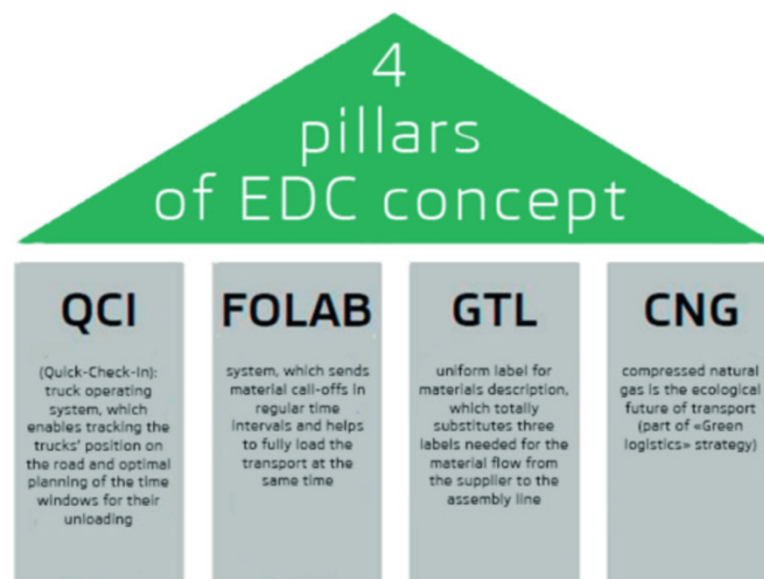 4
pillars
of EDC concept
QCI
(Quick-Check-In):
truck operating
system, which
enables tracking the
trucks' position on
the road and optimal
planning of the time
windows for their
unloading
FOLAB
system, which sends
material call-offs in
regular time
intervals and helps
to fully load the
transport at the
same time
GTL
uniform label for
materials description,
which totally
substitutes three
labels needed for the
material flow from
the supplier to the
assembly line
CNG
compressed natural
gas is the ecological
future of transport
(part of «Green
logistics» strategy)